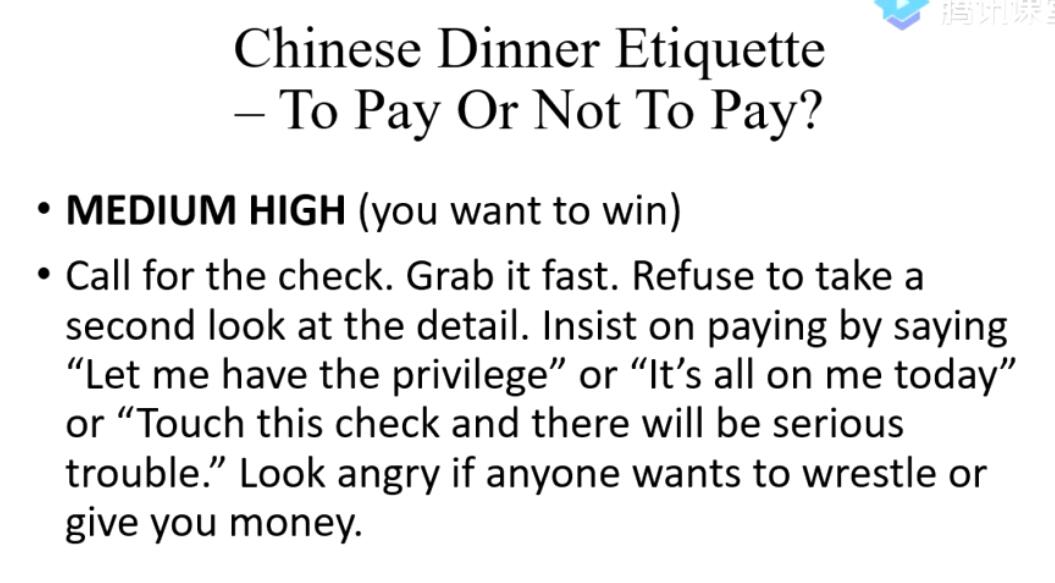 腾讯课堂
Chinese Dinner Etiquette
– To Pay Or Not To Pay?
• MEDIUM HIGH (you want to win)
• Call for the check. Grab it fast. Refuse to take a
second look at the detail. Insist on paying by saying
“Let me have the privilege” or “It’s all on me today”
or “Touch this check and there will be serious
trouble.” Look angry if anyone wants to wrestle or
give you money.